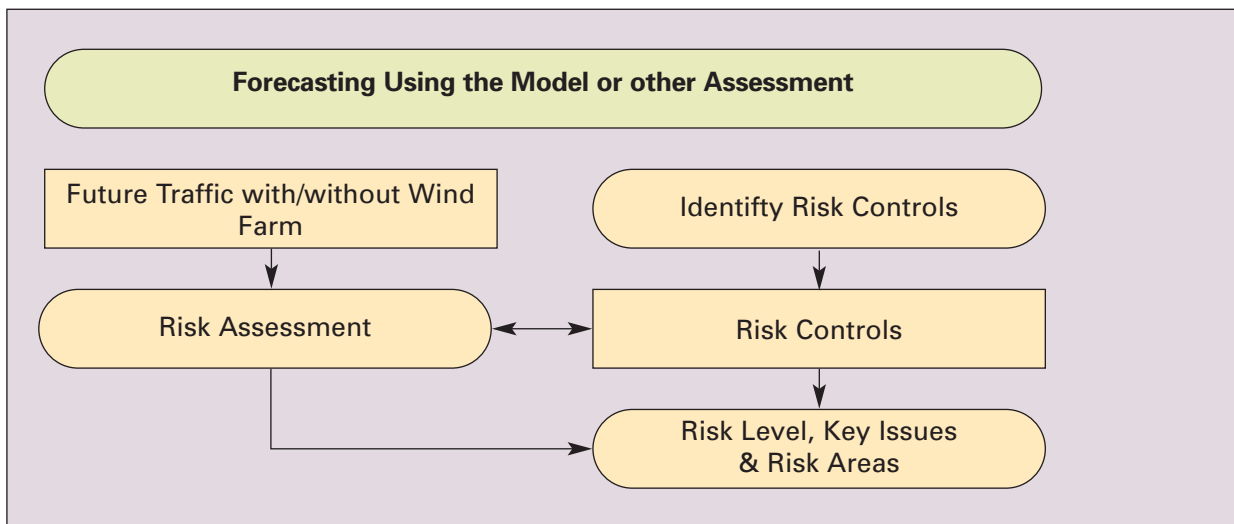 Forecasting Using the Model or other Assessment
Future Traffic with/without Wind
Farm
Identifty Risk Controls
Risk Assessment
Risk Controls
Risk Level, Key Issues
& Risk Areas